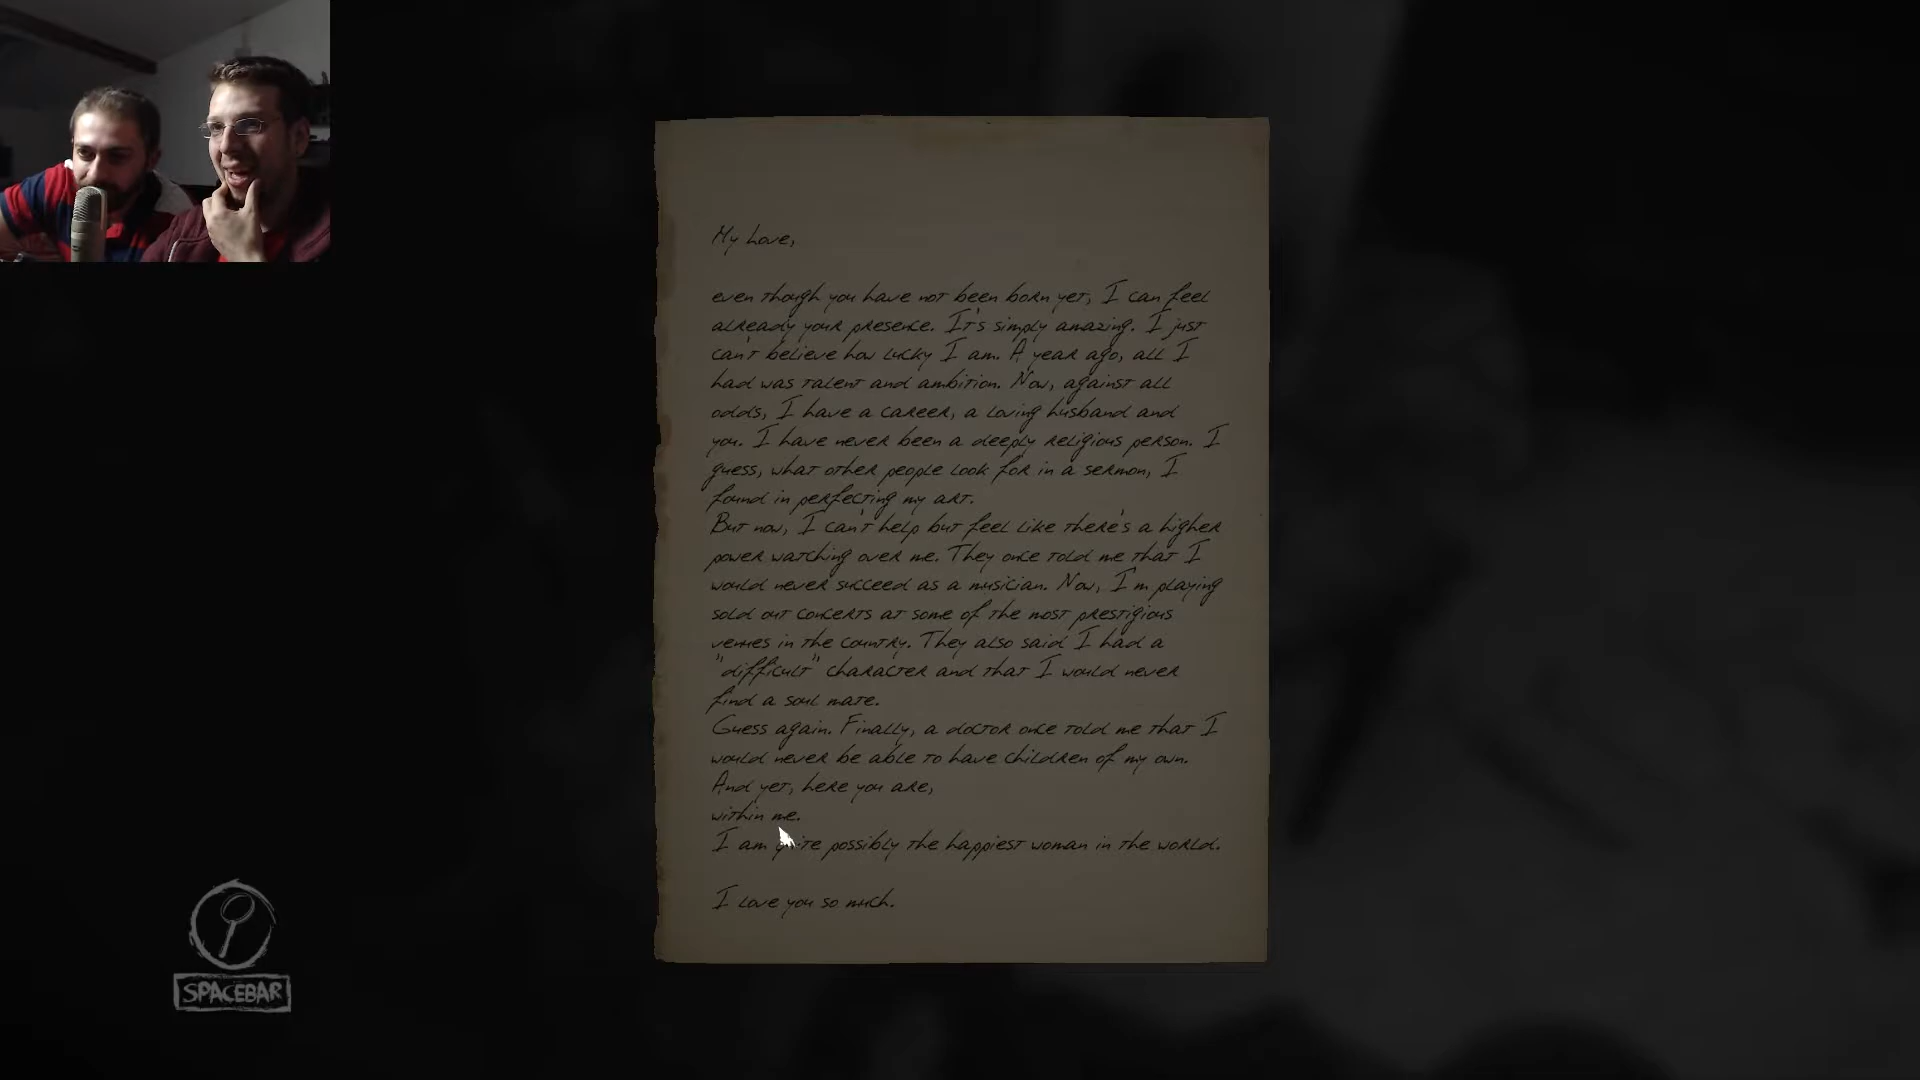 My Love,
even though you have not been born yet, I can feel
already your presence. It's simply amazing. I just
can't believe how lucky I am. A year ago, all I
had was talent and ambition. Now, against all
odds, I have a career, a loving husband and
you. I have never been a deeply religious person. I
guess, what other people look for in a sermon, I
found in perfecting my art.
But now, I can't help but feel like there's a higher
power watching over me. They once told me that I
would never succeed as a musician. Now, I'm playing
sold out concerts at some of the most prestigious
venues in the country. They also said I had a
"difficult" character and that I would never
find a soul mate.
Guess again. Finally, a doctor once told me that I
would never be able to have children of my own.
And yet, here you are,
within me.
I am quite possibly the happiest woman in the world.
I love you so much.
SPACEBAR